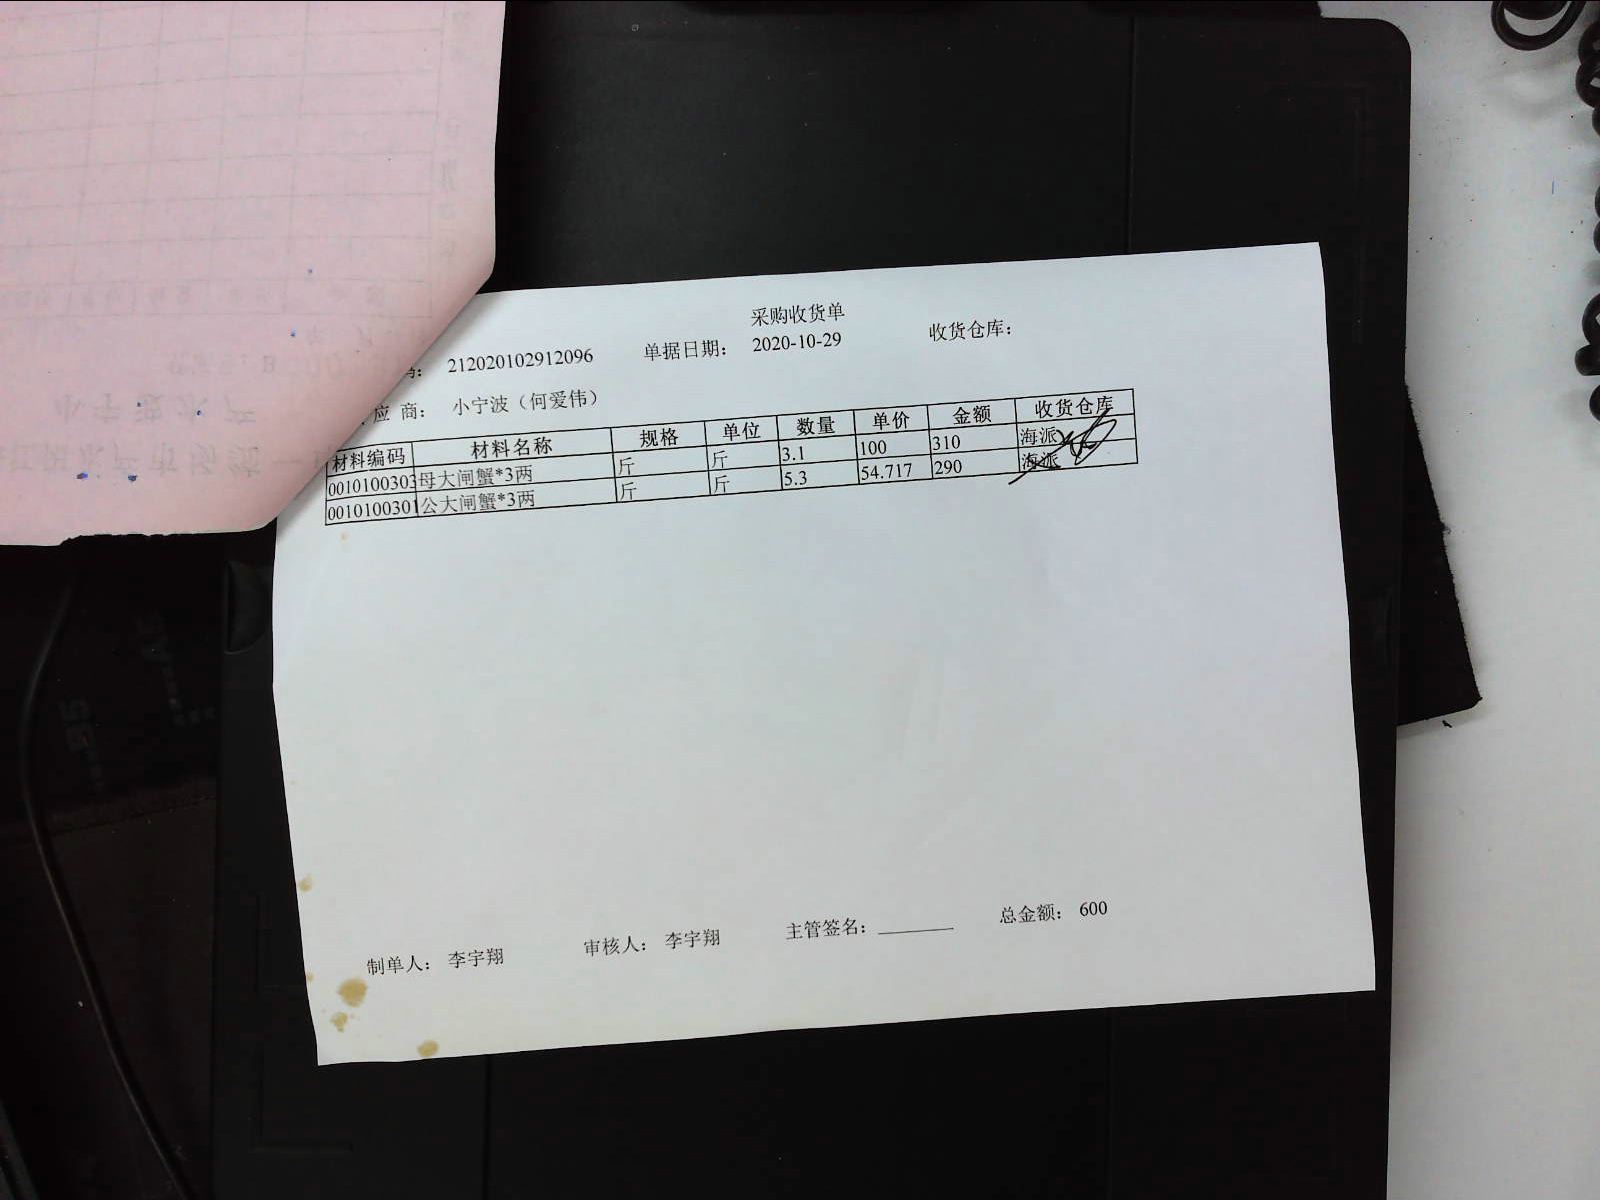 采购收货单
码： 212020102912096 单据日期： 2020-10-29 收货仓库：
应 商： 小宁波（何爱伟）
材料编码 材料名称 规格 单位 数量 单价 金额 收货仓库
0010100303 母大闸蟹*3两 斤 斤 3.1 100 310 海派
0010100301 公大闸蟹*3两 斤 斤 5.3 54.717 290 海派
制单人： 李宇翔 审核人： 李宇翔 主管签名： 总金额： 600